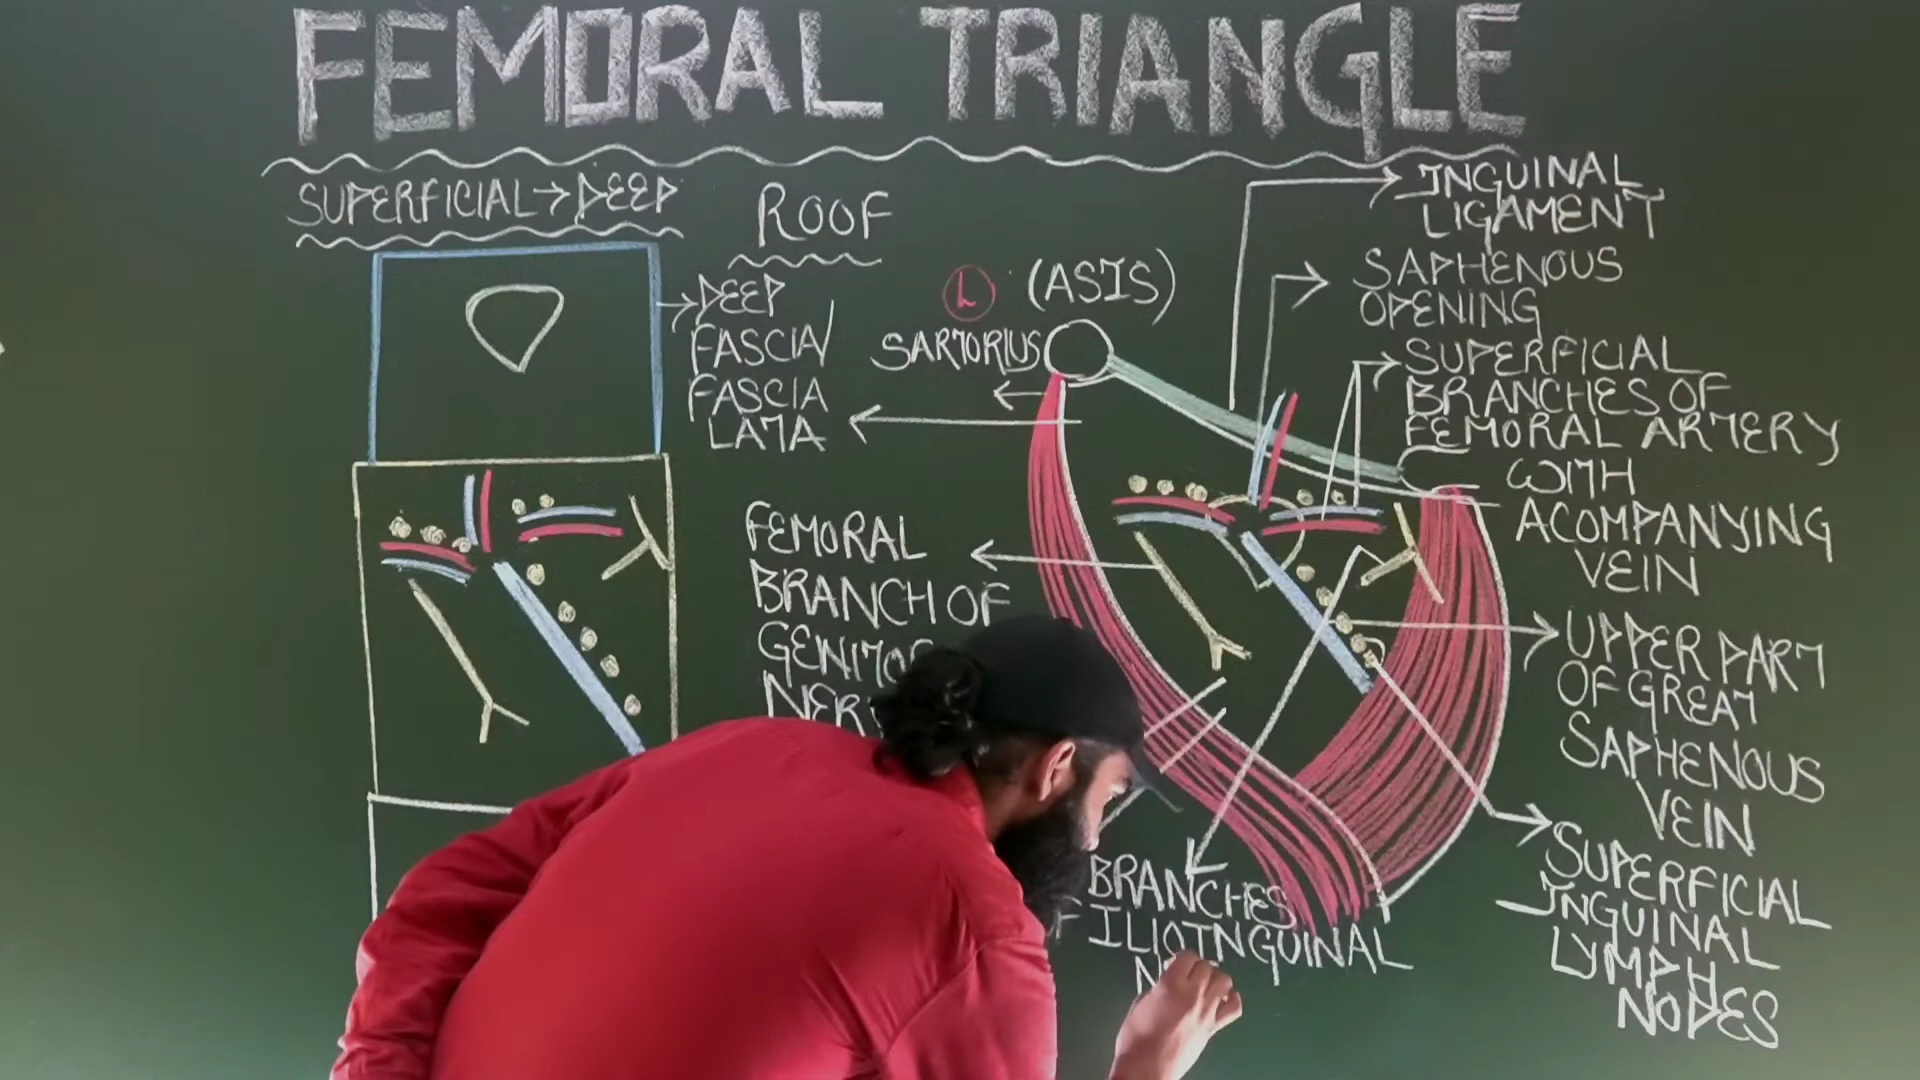 FEMORAL TRIANGLE
SUPERFICIAL→DEEP
ROOF
→DEEP
FASCIA/
FASCIA
LATA
L
(ASIS)
SARTORIUS
FEMORAL
BRANCH OF
INGUINAL
LIGAMENT
SAPHENOUS
OPENING
SUPERFICIAL
BRANCHES OF
FEMORAL ARTERY
WITH
ACOMPANYING
VEIN
UPPER PART
OF GREAT
SAPHENOUS
VEIN
SUPERFICIAL
INGUINAL
LYMPH
NODES
BRANCHES
ILIOINGUINAL